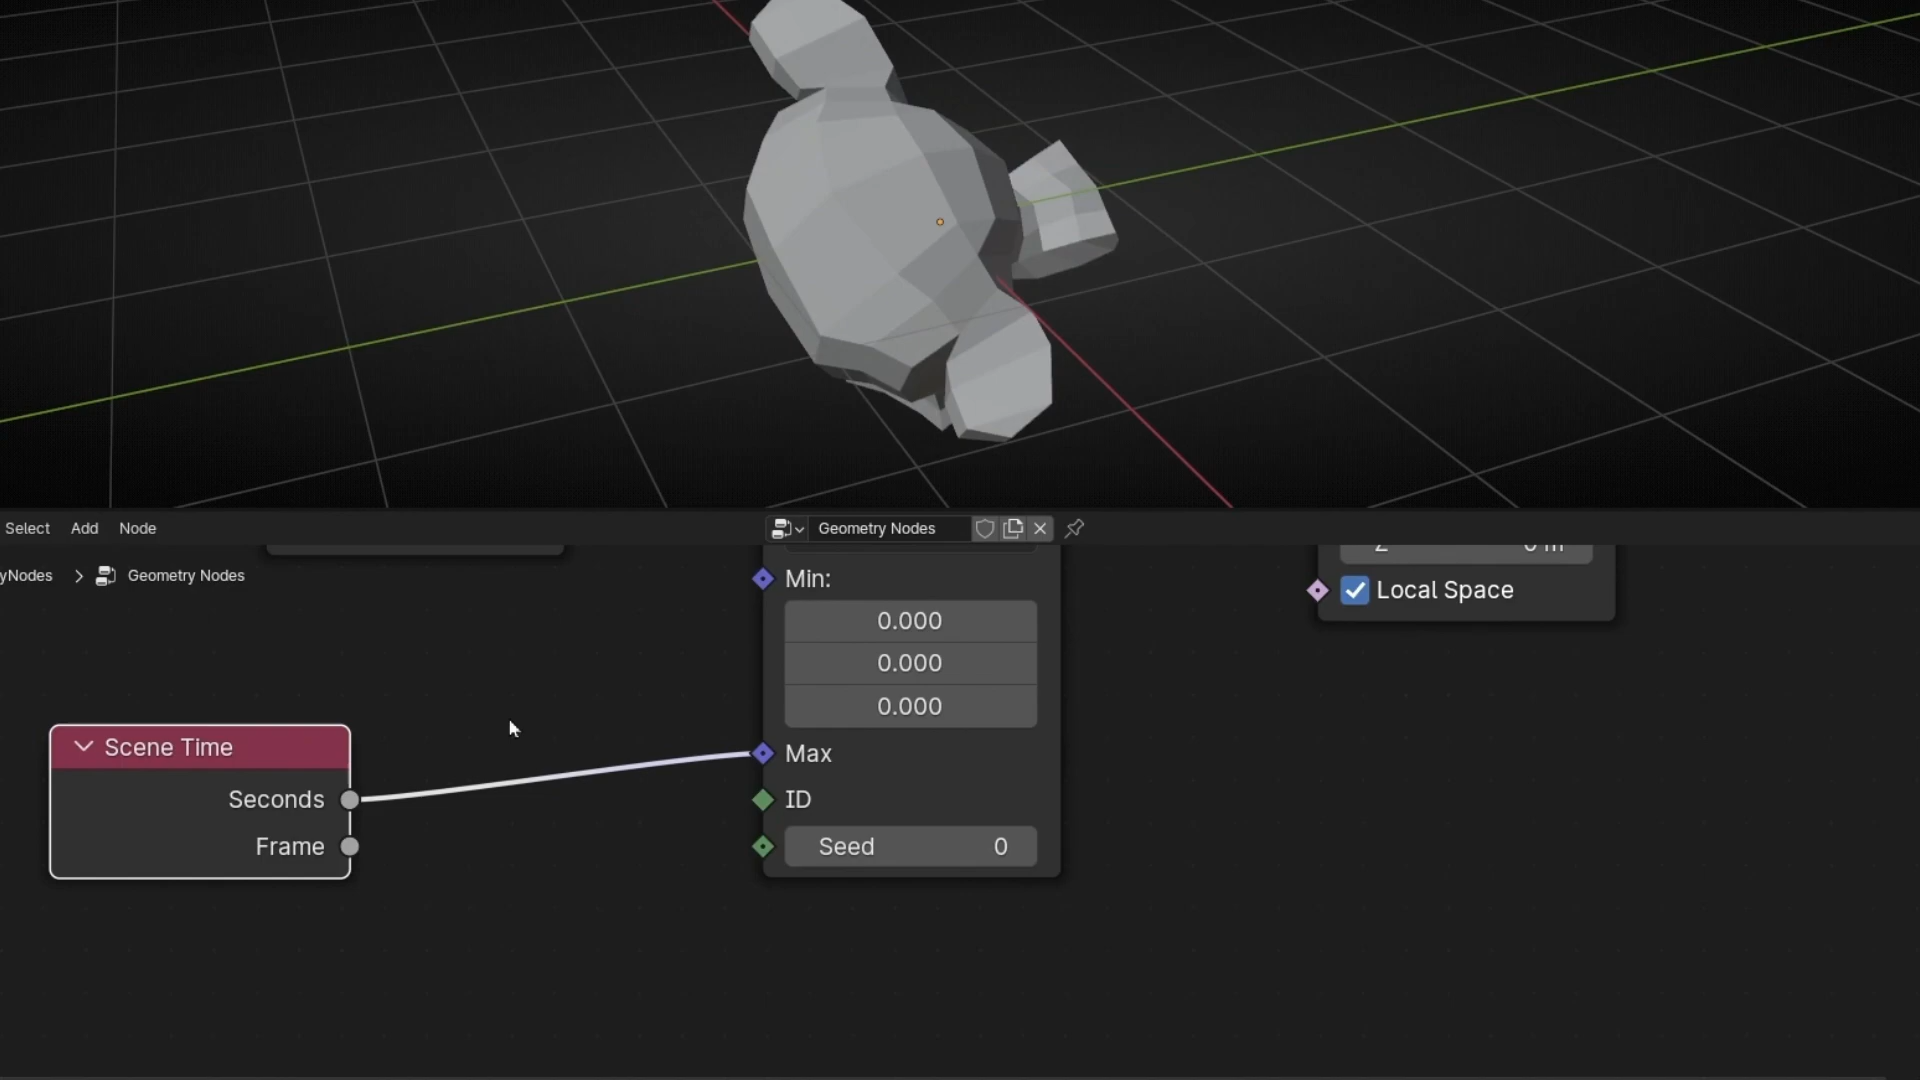 Select Add Node
Geometry Nodes
yNodes > Geometry Nodes
Min:
0.000
0.000
0.000
Z 0 m
Local Space
Scene Time
Seconds
Frame
Max
ID
Seed 0